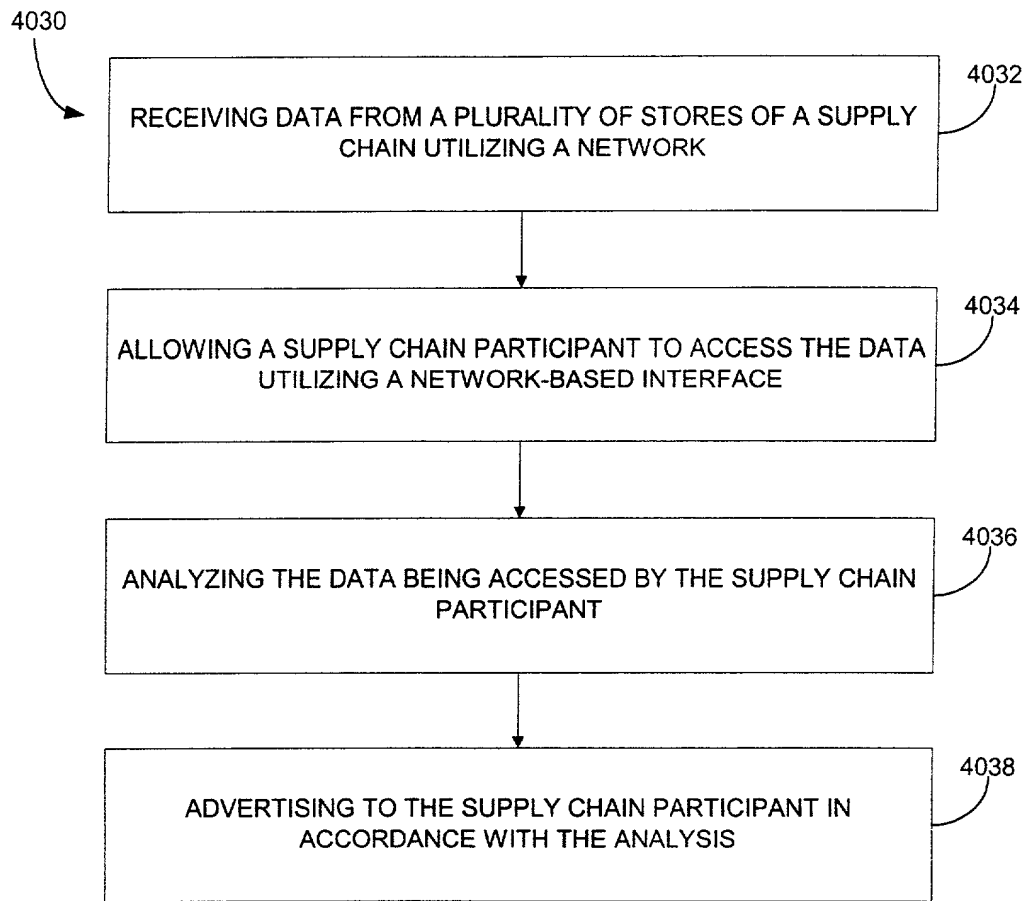 4030
4032
RECEIVING DATA FROM A PLURALITY OF STORES OF A SUPPLY
CHAIN UTILIZING A NETWORK
4034
ALLOWING A SUPPLY CHAIN PARTICIPANT TO ACCESS THE DATA
UTILIZING A NETWORK-BASED INTERFACE
4036
ANALYZING THE DATA BEING ACCESSED BY THE SUPPLY CHAIN
PARTICIPANT
4038
ADVERTISING TO THE SUPPLY CHAIN PARTICIPANT IN
ACCORDANCE WITH THE ANALYSIS